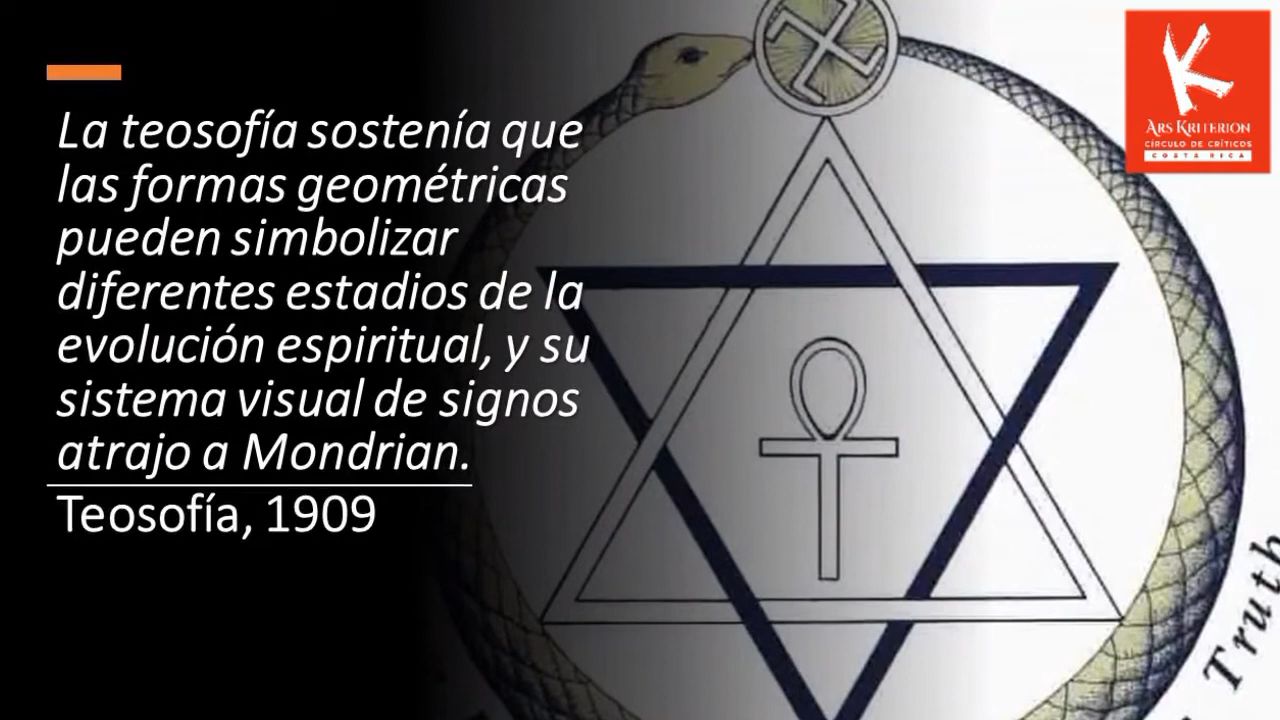 La teosofía sostenía que
las formas geométricas
pueden simbolizar
diferentes estadios de la
evolución espiritual, y su
sistema visual de signos
atrajo a Mondrian.
Teosofía, 1909
ARS KRITERION
CÍRCULO DE CRÍTICOS
COSTA RICA
Truth